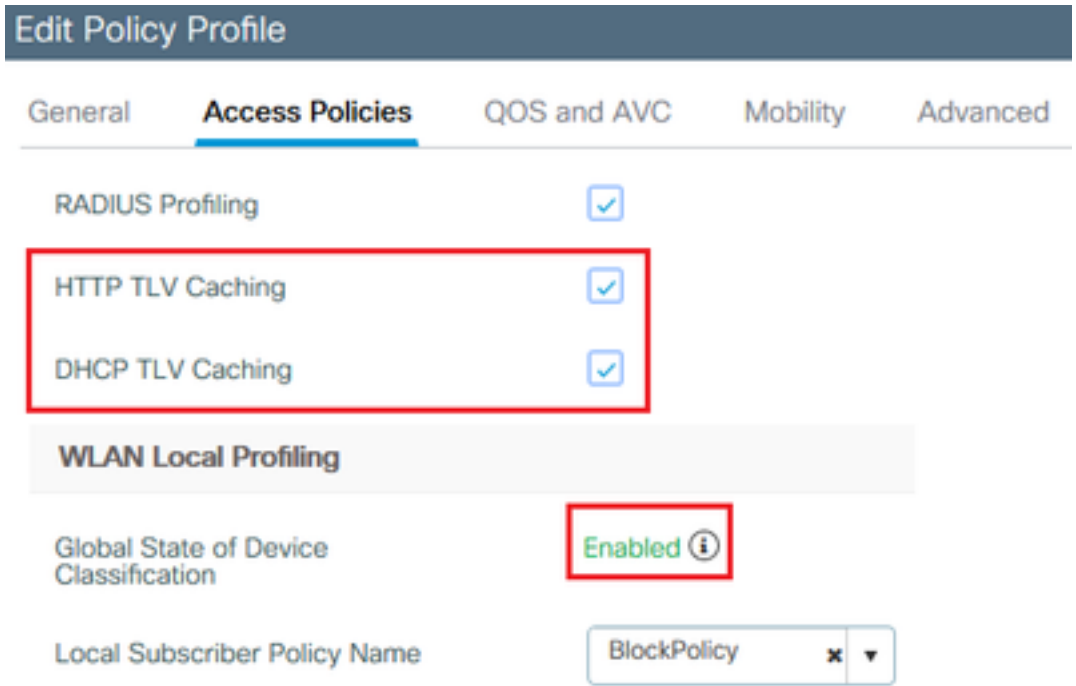 Edit Policy Profile
General Access Policies QOS and AVC Mobility Advanced
RADIUS Profiling
HTTP TLV Caching
DHCP TLV Caching
WLAN Local Profiling
Global State of Device Enabled
Classification
Local Subscriber Policy Name BlockPolicy